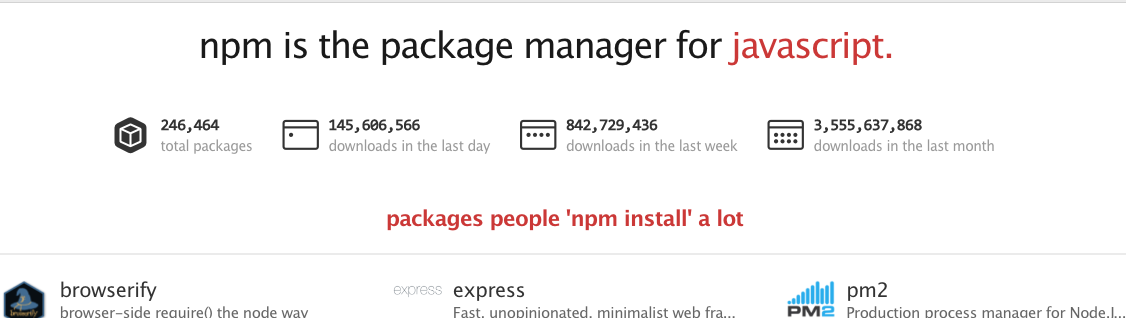 npm is the package manager for javascript.
246,464
total packages
145,606,566
downloads in the last day
842,729,436
downloads in the last week
3,555,637,868
downloads in the last month
packages people 'npm install' a lot
browserify
browserify
browser-side require() the node way
express
express
Fast, unopinionated, minimalist web fra...
PM2
pm2
Production process manager for Node.J...